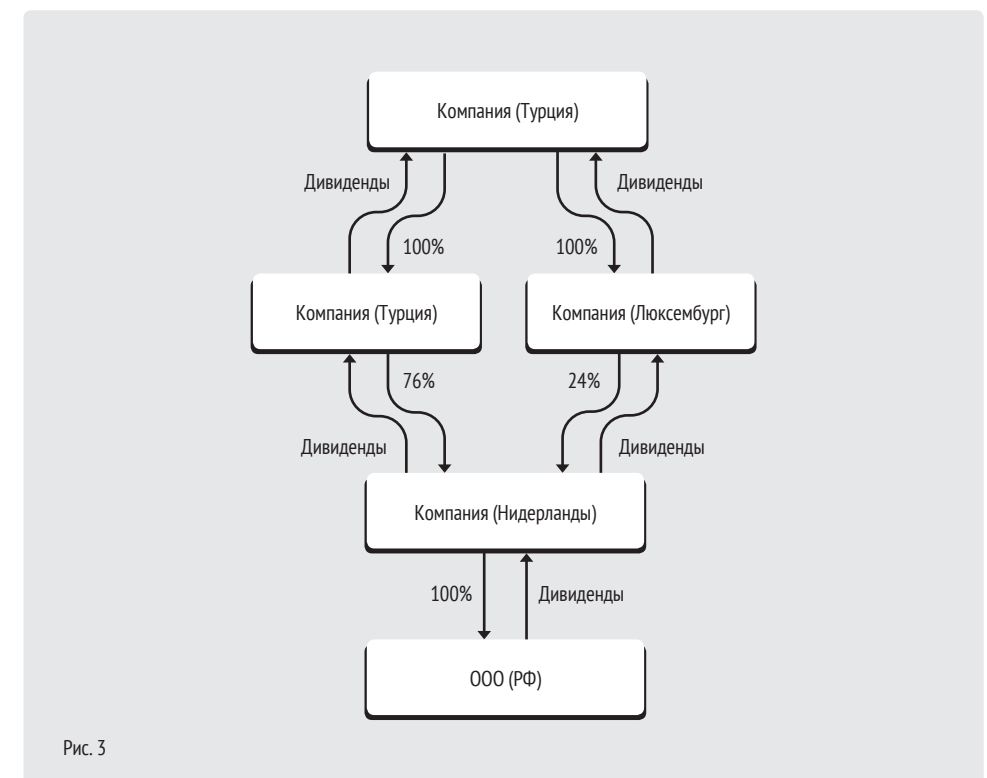 Компания (Турция)
Дивиденды
Дивиденды
100%
100%
Компания (Турция)
Компания (Люксембург)
76%
24%
Дивиденды
Дивиденды
Компания (Нидерланды)
100%
Дивиденды
ООО (РФ)
Рис. 3